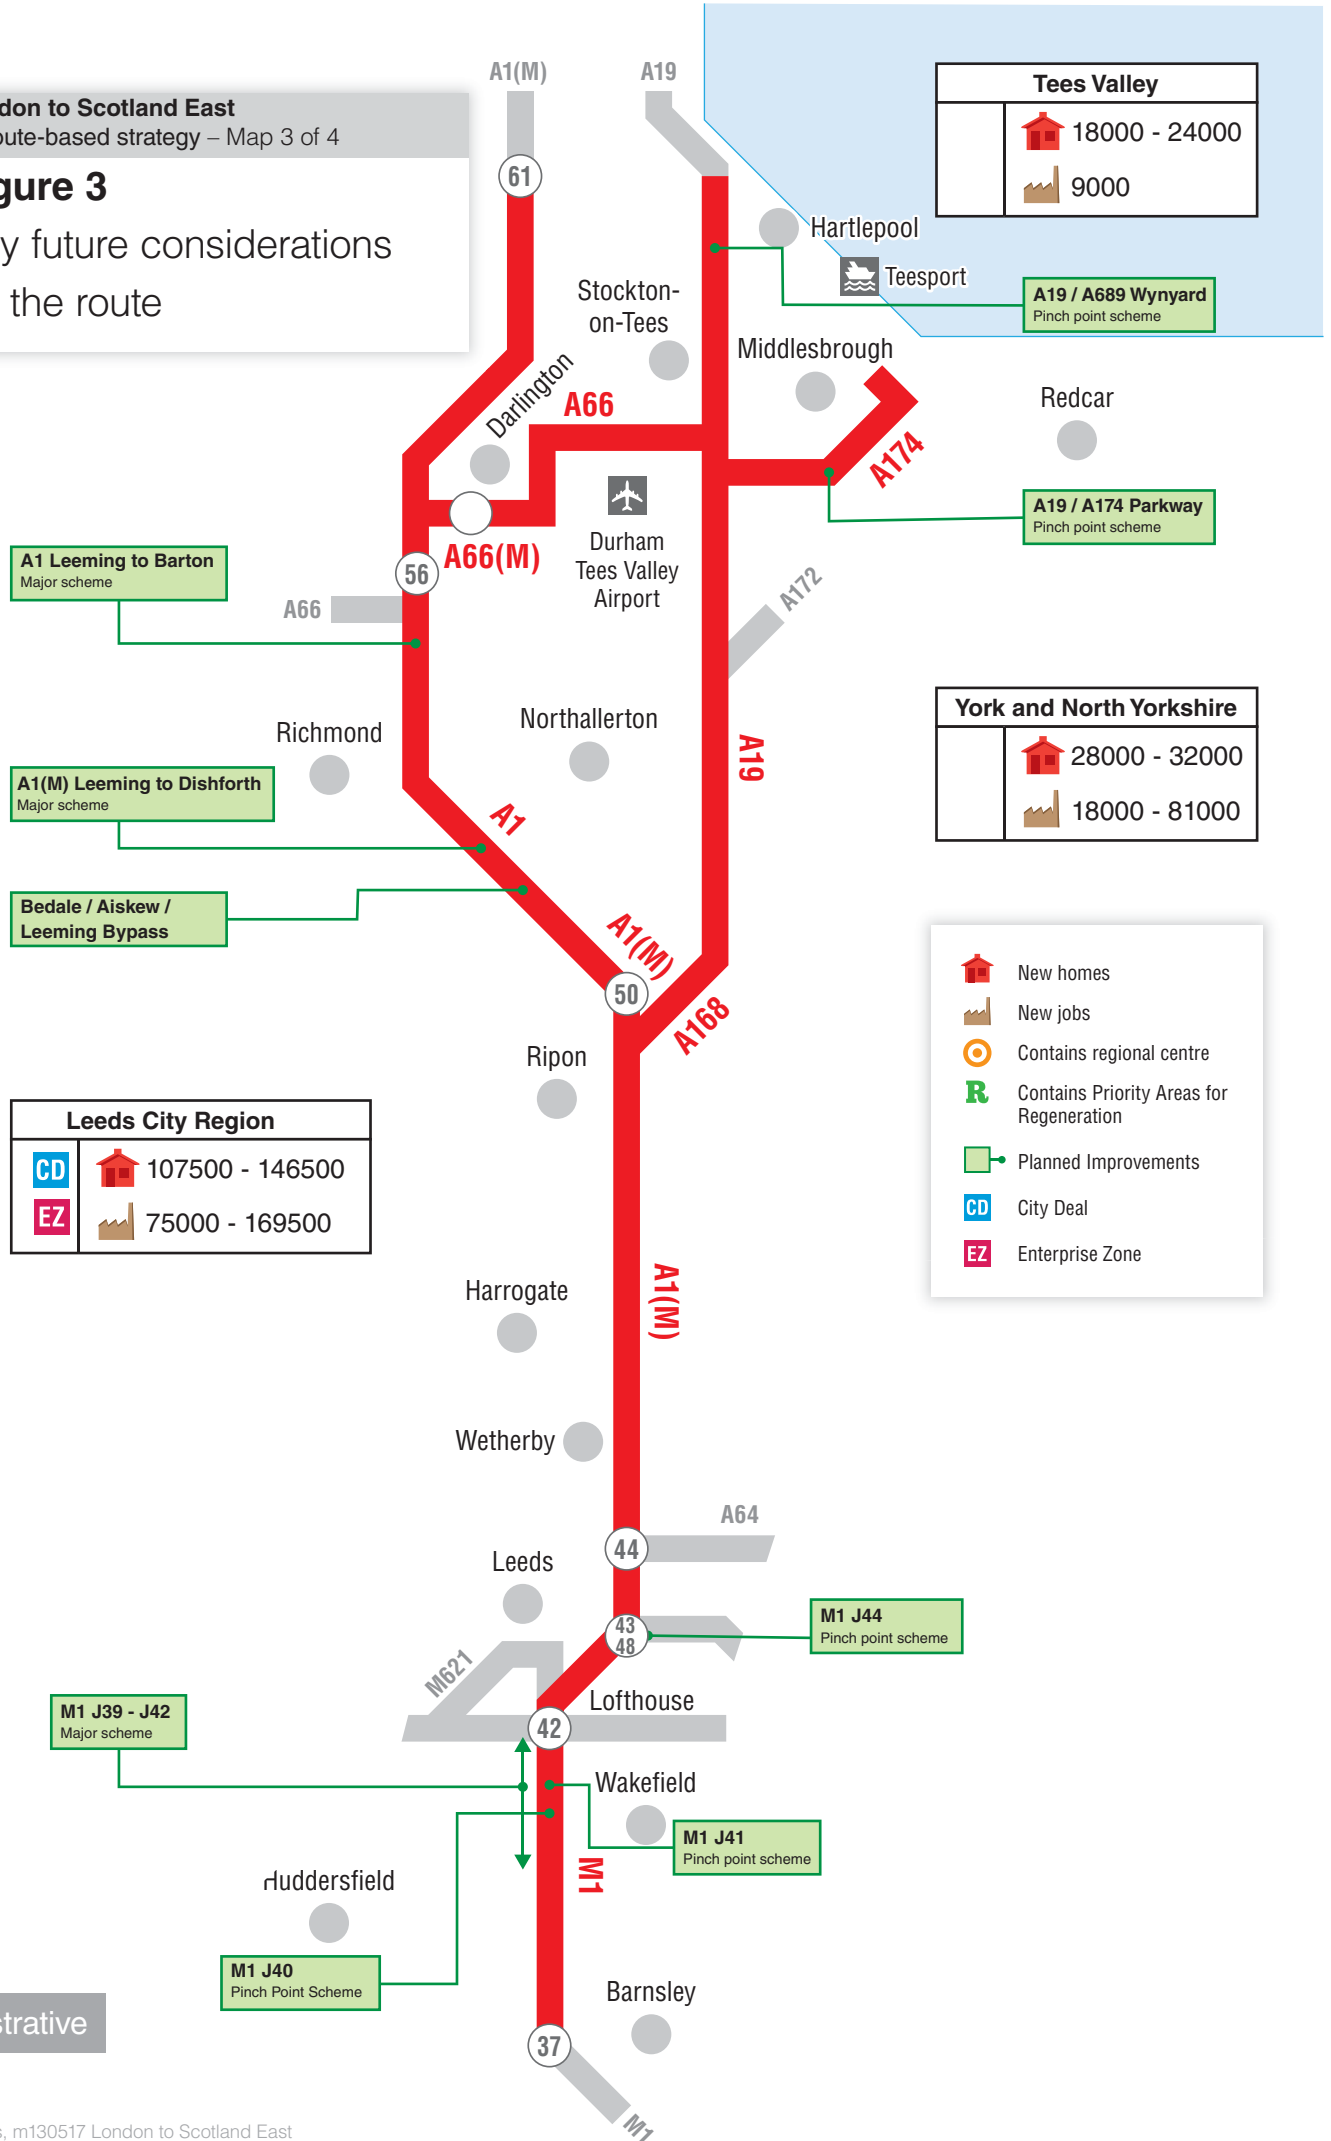 A1(M)
A19
don to Scotland East
oute-based strategy – Map 3 of 4
gure 3
y future considerations
the route
Tees Valley
18000 - 24000
9000
61
Hartlepool
Teesport
Stockton-
on-Tees
A19 / A689 Wynyard
Pinch point scheme
Middlesbrough
Darlington
A66
Redcar
A174
A19 / A174 Parkway
Pinch point scheme
A66(M)
Durham
Tees Valley
Airport
A1 Leeming to Barton
Major scheme
56
A66
A172
Richmond
Northallerton
A19
York and North Yorkshire
28000 - 32000
18000 - 81000
A1(M) Leeming to Dishforth
Major scheme
A1
Bedale / Aiskew /
Leeming Bypass
A1(M)
50
A168
New homes
New jobs
Contains regional centre
R
Contains Priority Areas for
Regeneration
Planned Improvements
CD
City Deal
EZ
Enterprise Zone
Ripon
Leeds City Region
CD
107500 - 146500
EZ
75000 - 169500
Harrogate
A1(M)
Wetherby
A64
44
Leeds
43
48
M1 J44
Pinch point scheme
M621
Lofthouse
42
M1 J39 - J42
Major scheme
Wakefield
M1 J41
Pinch point scheme
M1
Huddersfield
M1 J40
Pinch Point Scheme
Barnsley
strative
37
M1
s, m130517 London to Scotland East